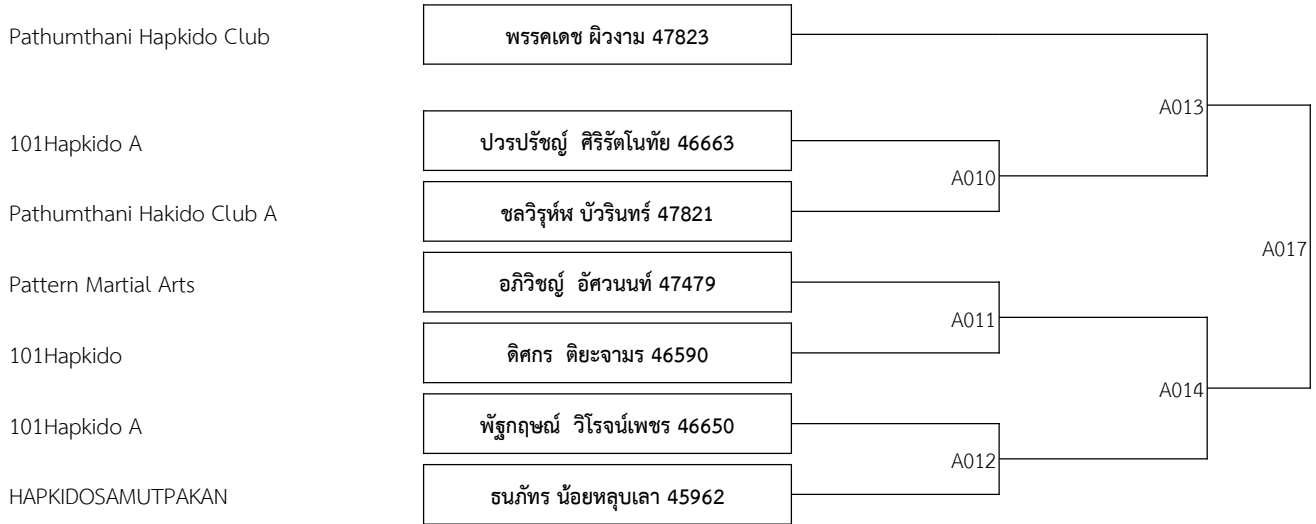 Pathumthani Hapkido Club
พรรคเดช ผิวงาม 47823
A013
101Hapkido A
ปวรปรัชญ์ ศิริรัตโนทัย 46663
A010
Pathumthani Hakido Club A
ชลวิรุห์ฬ บัวรินทร์ 47821
A017
Pattern Martial Arts
อภิวิชญ์ อัศวนนท์ 47479
A011
101Hapkido
ดิศกร ติยะจามร 46590
A014
101Hapkido A
พัฐกฤษณ์ วิโรจน์เพชร 46650
A012
HAPKIDOSAMUTPAKAN
ธนภัทร น้อยหลุบเลา 45962